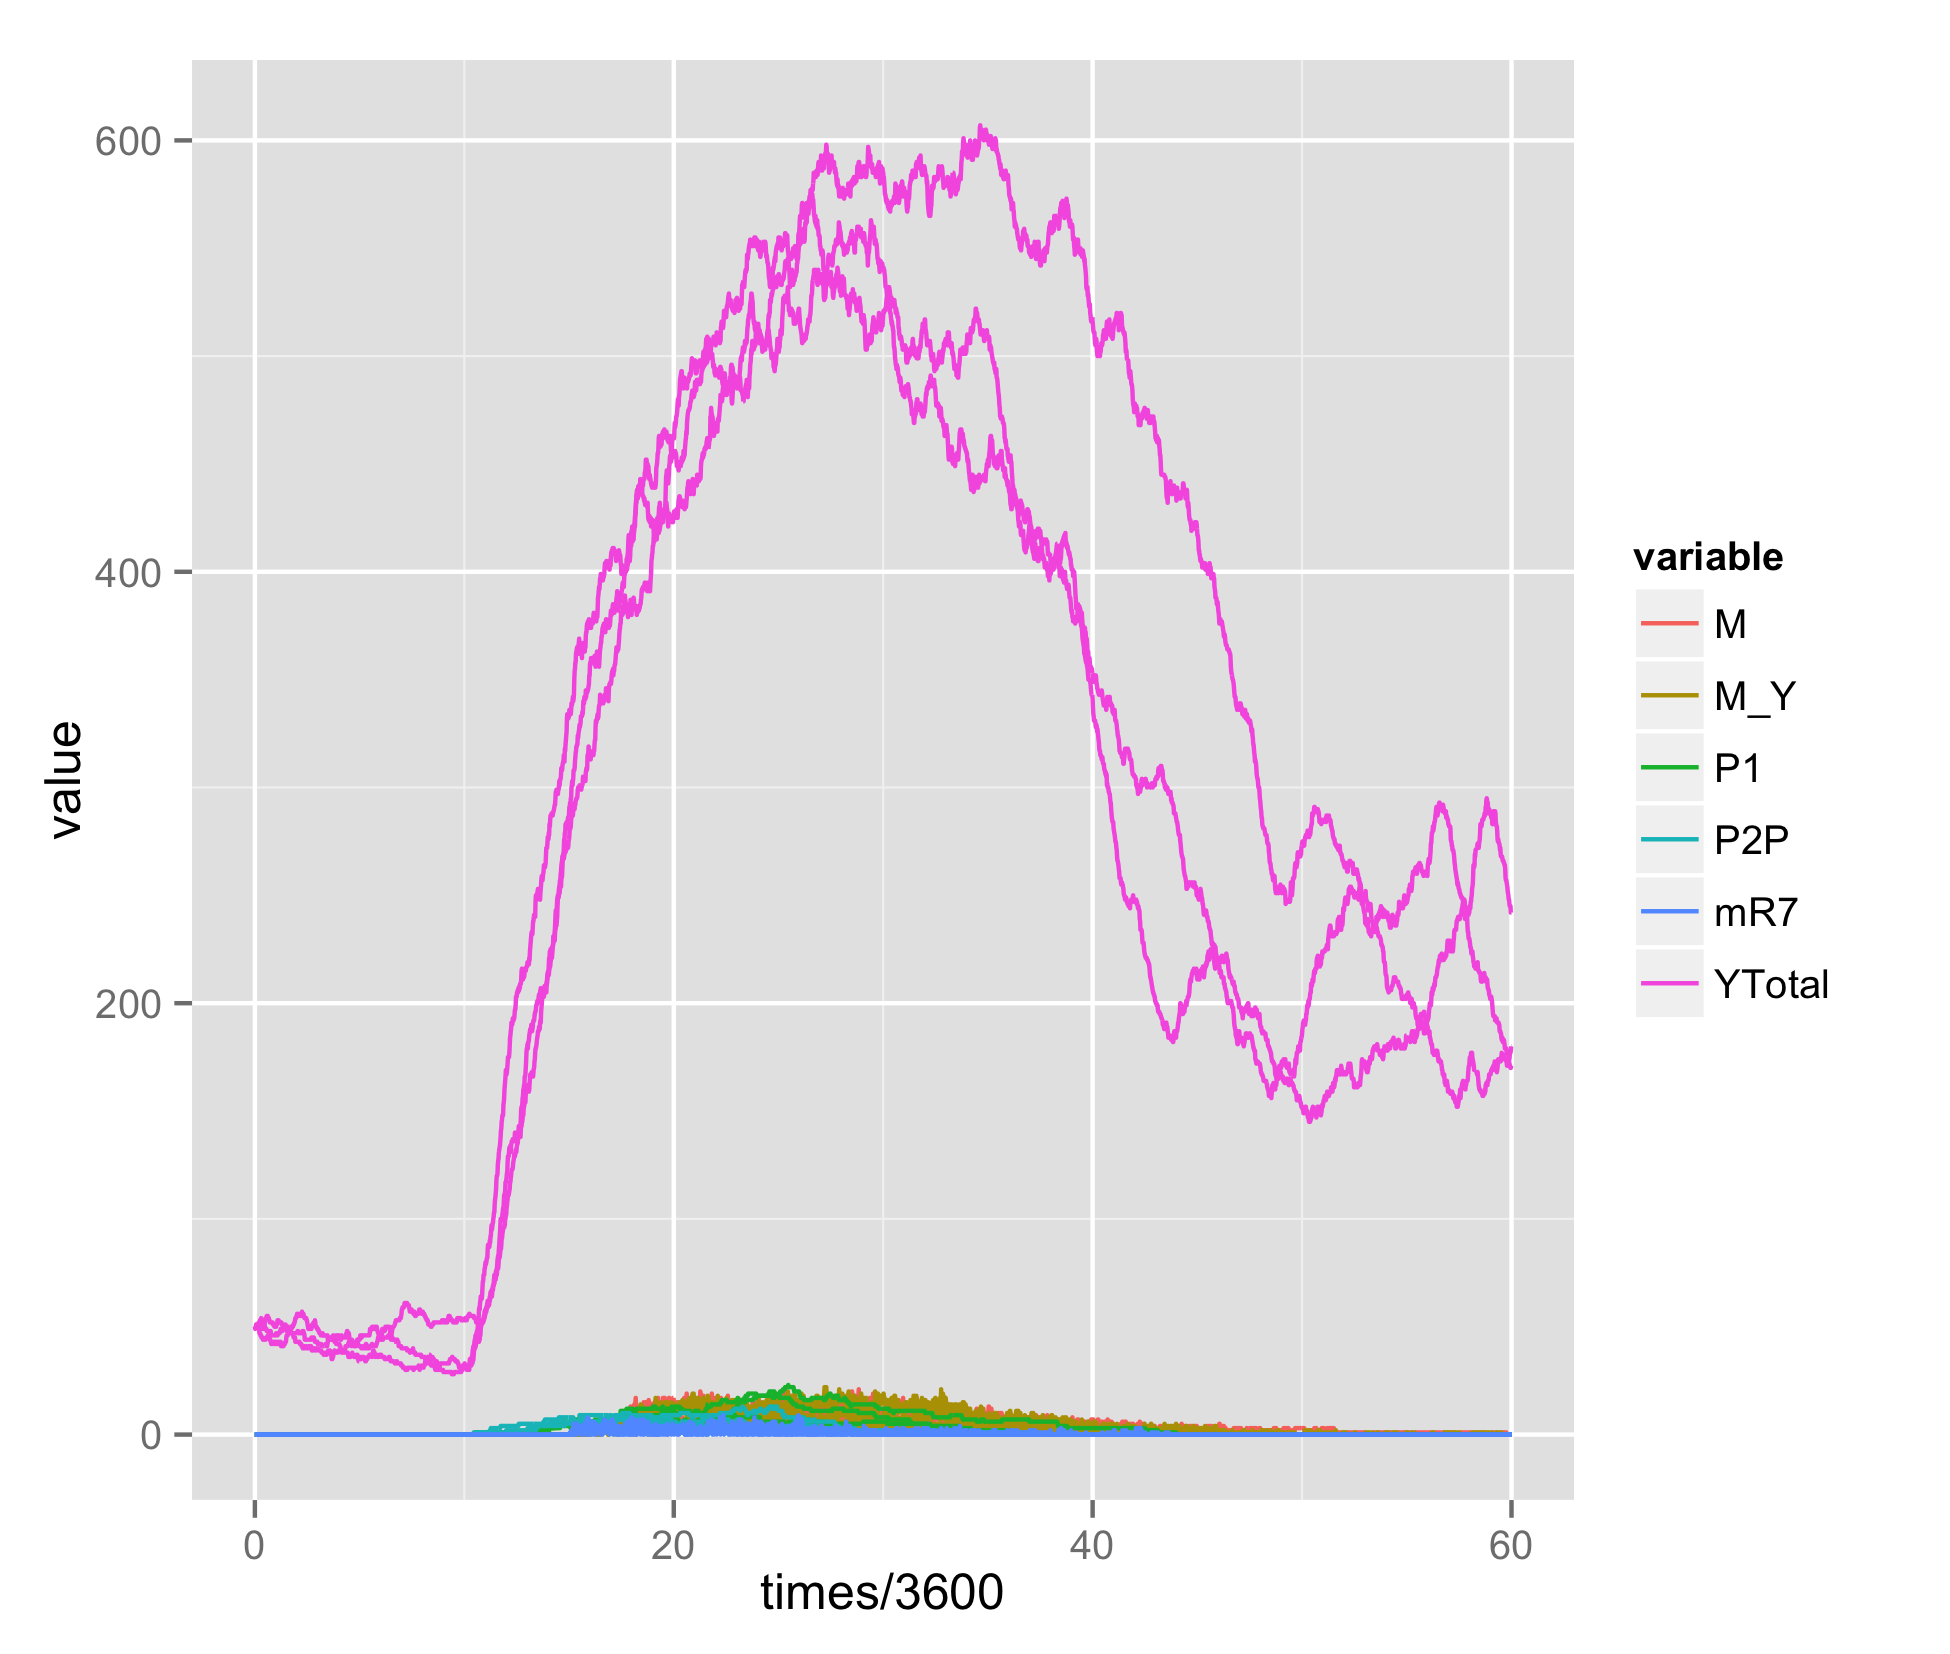 600
400
200
0
value
0 20 40 60
times/3600
variable
M
M_Y
P1
P2P
mR7
YTotal